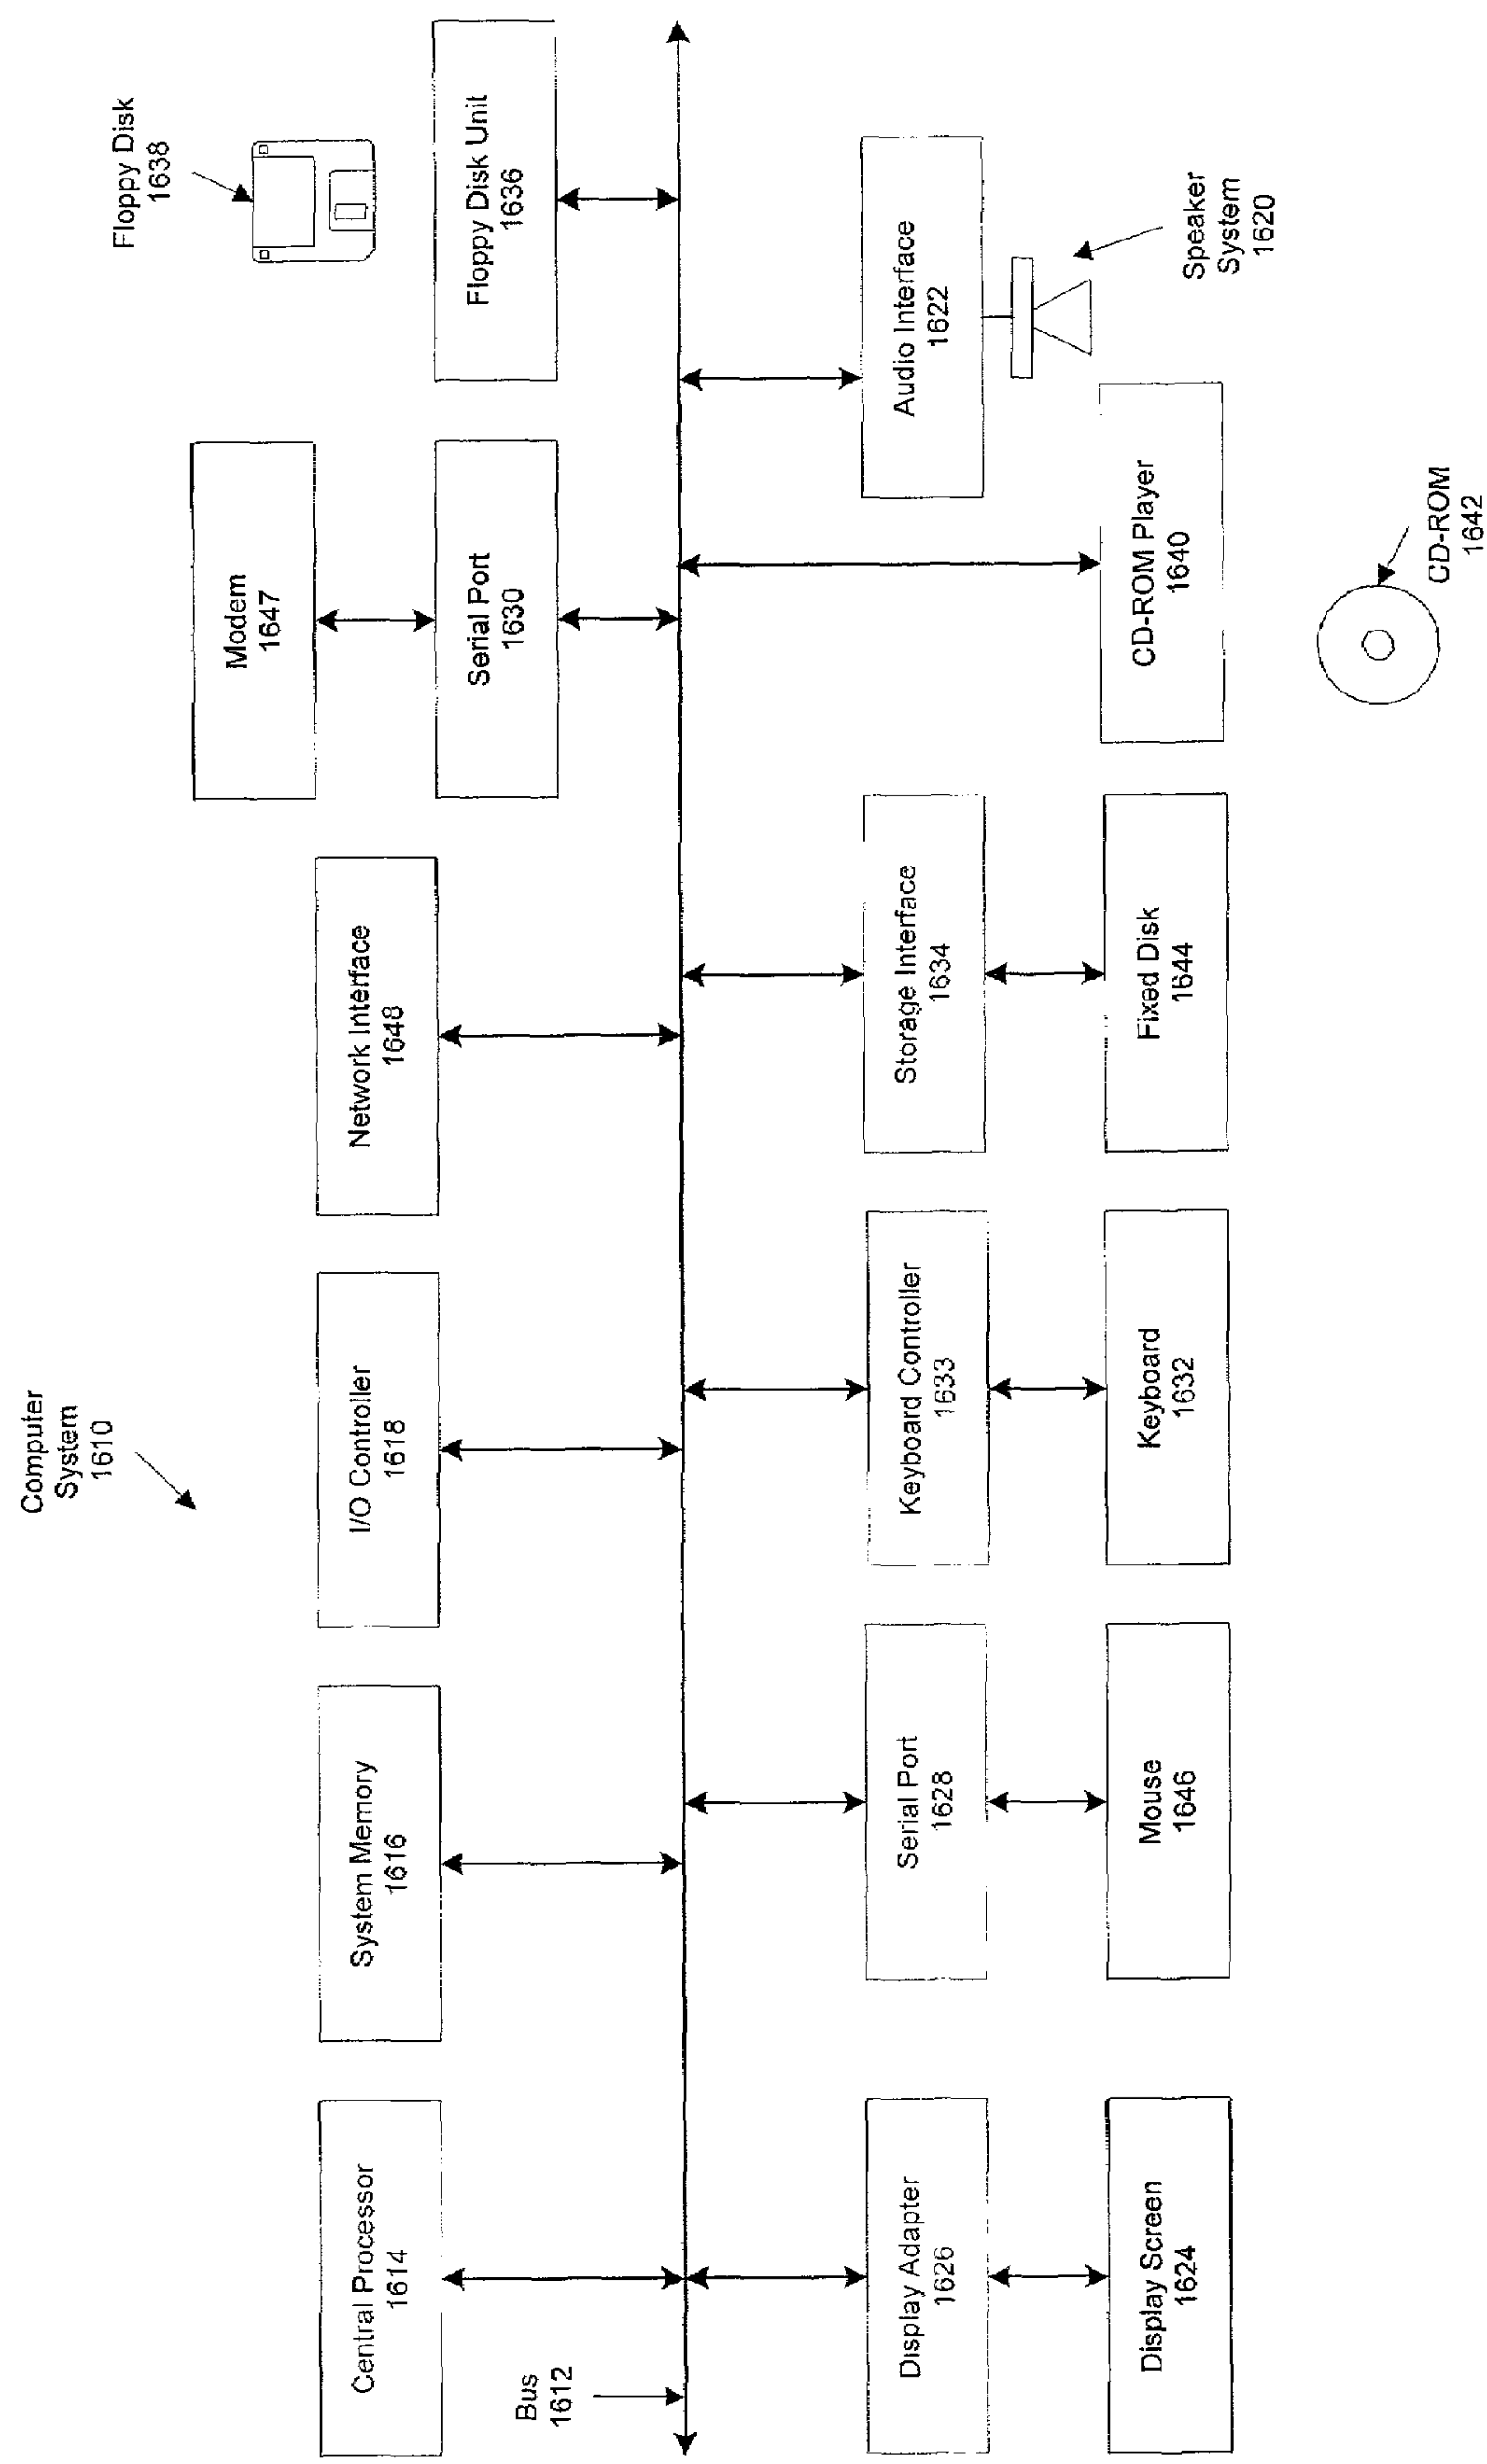 Computer
System
1610
Floppy Disk
1638
Modem
1647
Central Processor
1614
System Memory
1616
I/O Controller
1618
Network Interface
1648
Serial Port
1630
Floppy Disk Unit
1636
Bus
1612
Display Adapter
1626
Serial Port
1628
Keyboard Controller
1633
Storage Interface
1634
Audio Interface
1622
Display Screen
1624
Mouse
1646
Keyboard
1632
Fixed Disk
1644
CD-ROM Player
1640
Speaker
System
1620
CD-ROM
1642